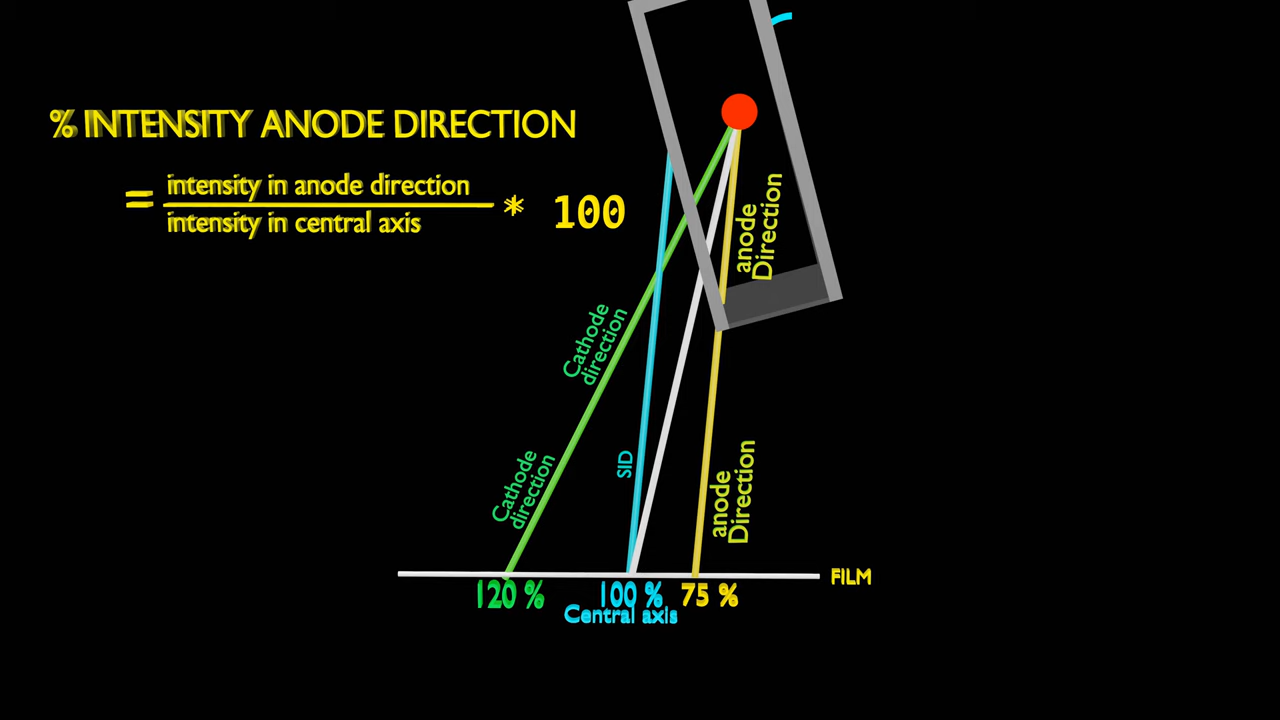 % INTENSITY ANODE DIRECTION
= intensity in anode direction
intensity in central axis
* 100
anode
Direction
Cathode
direction
SID
Cathode
direction
anode
Direction
FILM
120 %
100 %
75 %
Central axis